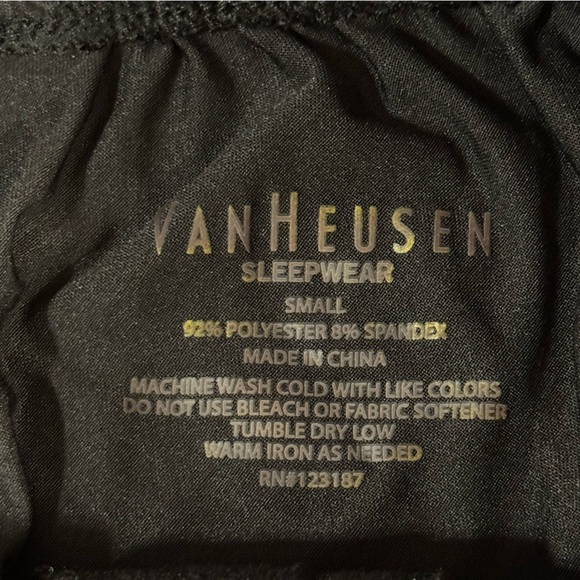 VANHEUSEN
SLEEPWEAR
SMALL
92% POLYESTER 8% SPANDEX
MADE IN CHINA
MACHINE WASH COLD WITH LIKE COLORS
DO NOT USE BLEACH OR FABRIC SOFTENER
TUMBLE DRY LOW
WARM IRON AS NEEDED
RN#123187